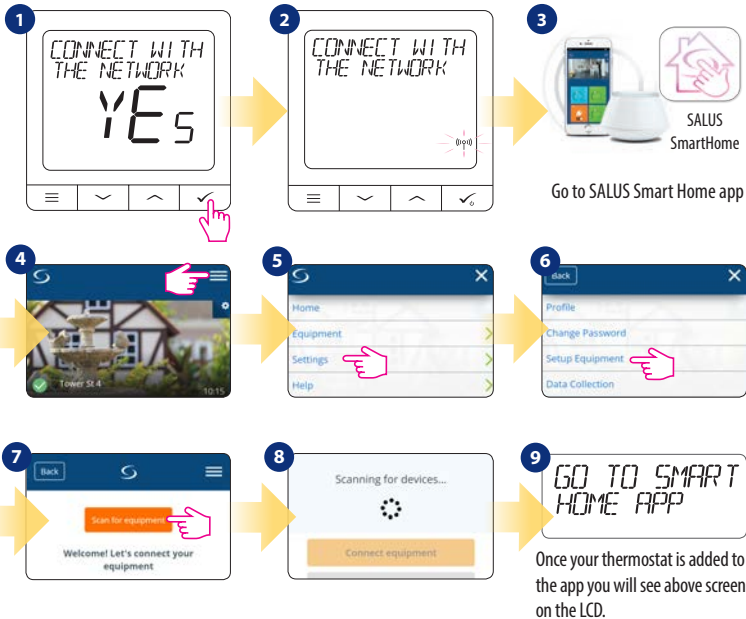 1
CONNECT WITH
THE NETWORK
YES
2
CONNECT WITH
THE NETWORK
3
SALUS
SmartHome
Go to SALUS Smart Home app
4
Tower St 4
10:15
5
Home
Equipment
Settings
Help
6
Back
Profile
Change Password
Setup Equipment
Data Collection
7
Back
Scan for equipment
Welcome! Let's connect your
equipment
8
Scanning for devices...
Connect equipment
9
GO TO SMART
HOME APP
Once your thermostat is added to
the app you will see above screen
on the LCD.